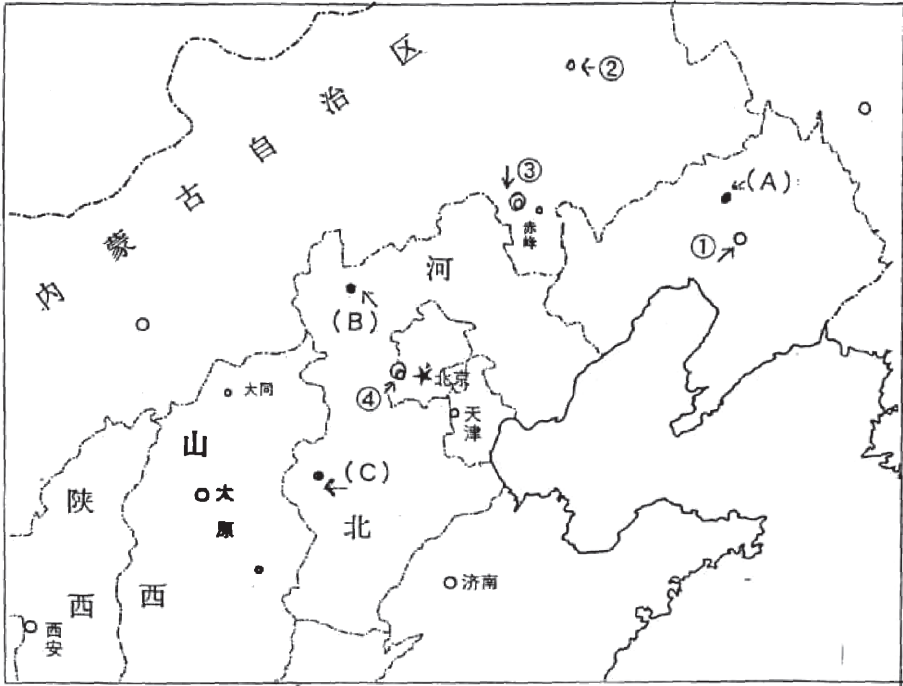 内蒙古自治区
②
③
(A)
赤峰
①
河
(B)
北京
④
大同
天津
山
(C)
陕
太原
北
济南
西
西
西安